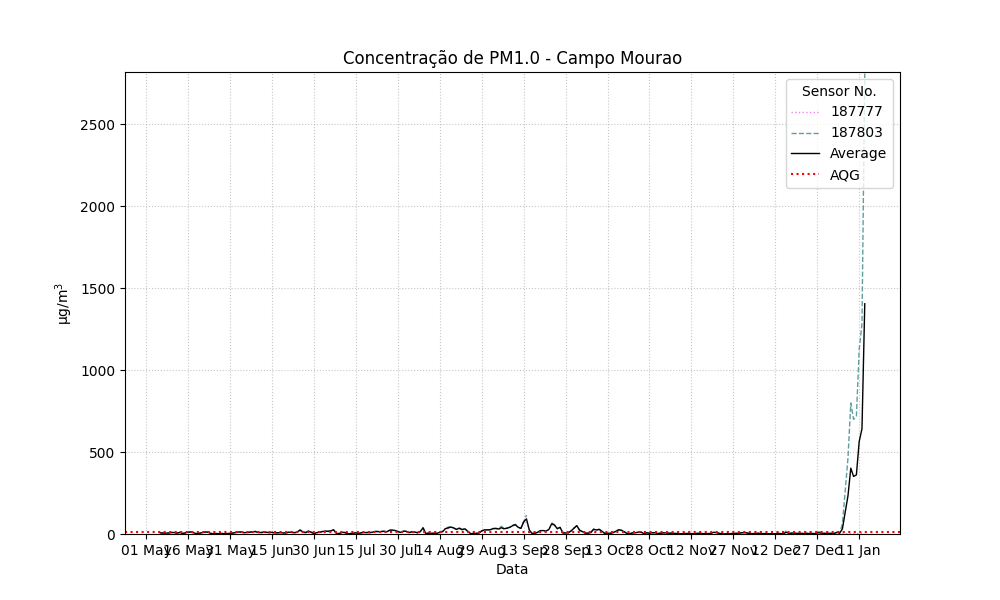 Concentração de PM1.0 - Campo Mourao
Sensor No.
187777
187803
Average
AQG
2500
2000
1500
1000
500
0
µg/m³
01 May 16 May 31 May 15 Jun 30 Jun 15 Jul 30 Jul 14 Aug 29 Aug 13 Sep 28 Sep 13 Oct 28 Oct 12 Nov 27 Nov 12 Dec 27 Dec 11 Jan
Data